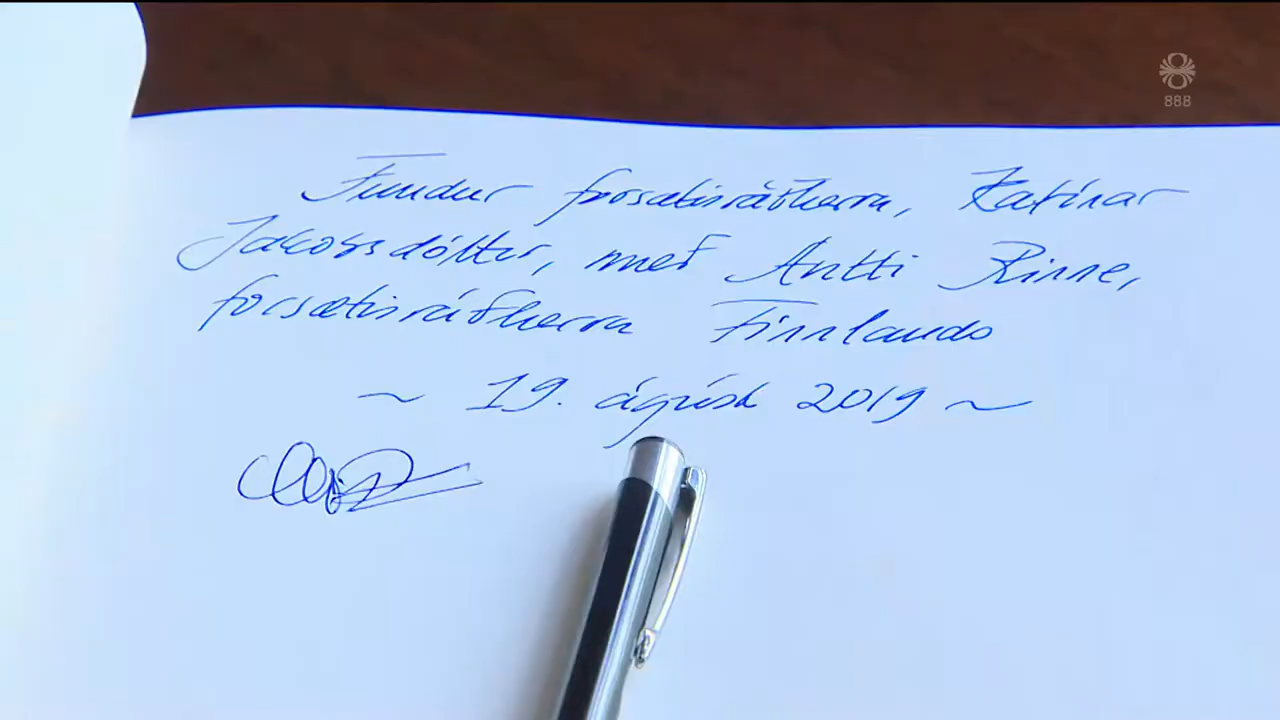 888
Fundur forsætisráðherra, Katrínar
Jakobsdóttur, með Antti Rinne,
forsætisráðherra Finnlands
~ 19. ágúst 2019 ~